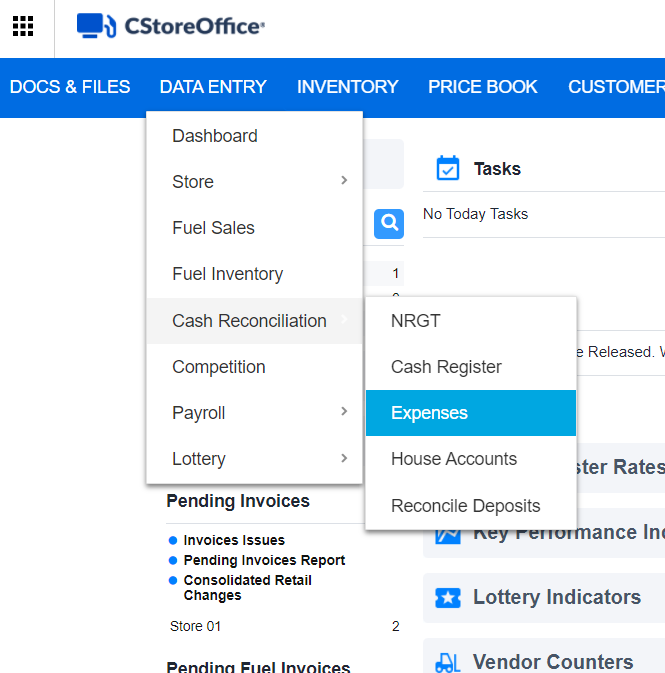 CStoreOffice®
DOCS & FILES DATA ENTRY INVENTORY PRICE BOOK CUSTOMER
Dashboard
Store
Fuel Sales
Fuel Inventory
Cash Reconciliation
Competition
Payroll
Lottery
NRGT
Cash Register
Expenses
House Accounts
Reconcile Deposits
1
Pending Invoices
Invoices Issues
Pending Invoices Report
Consolidated Retail
Changes
Store 01 2
Pending Fuel Invoices
Tasks
No Today Tasks
e Released. W
ster Rates
Key Performance Ind
Lottery Indicators
Vendor Counters